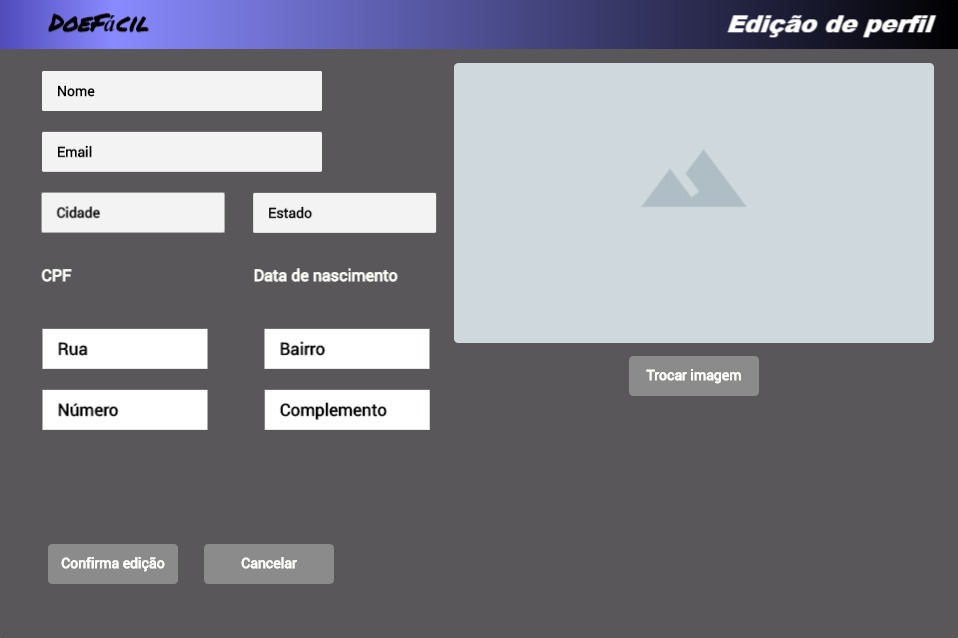 DoeFácil
Edição de perfil
Nome
Email
Cidade
Estado
CPF
Data de nascimento
Rua
Bairro
Número
Complemento
Trocar imagem
Confirma edição
Cancelar